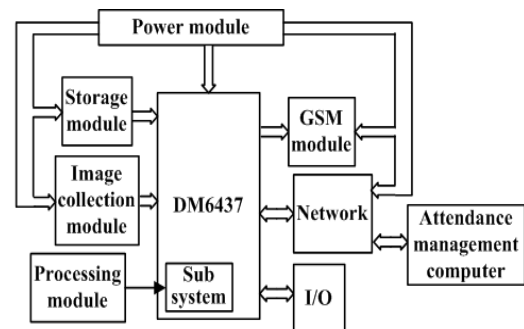 Power module
Storage
module
GSM
module
Image
collection
module
DM6437
Network
Attendance
management
computer
Processing
module
Sub
system
I/O